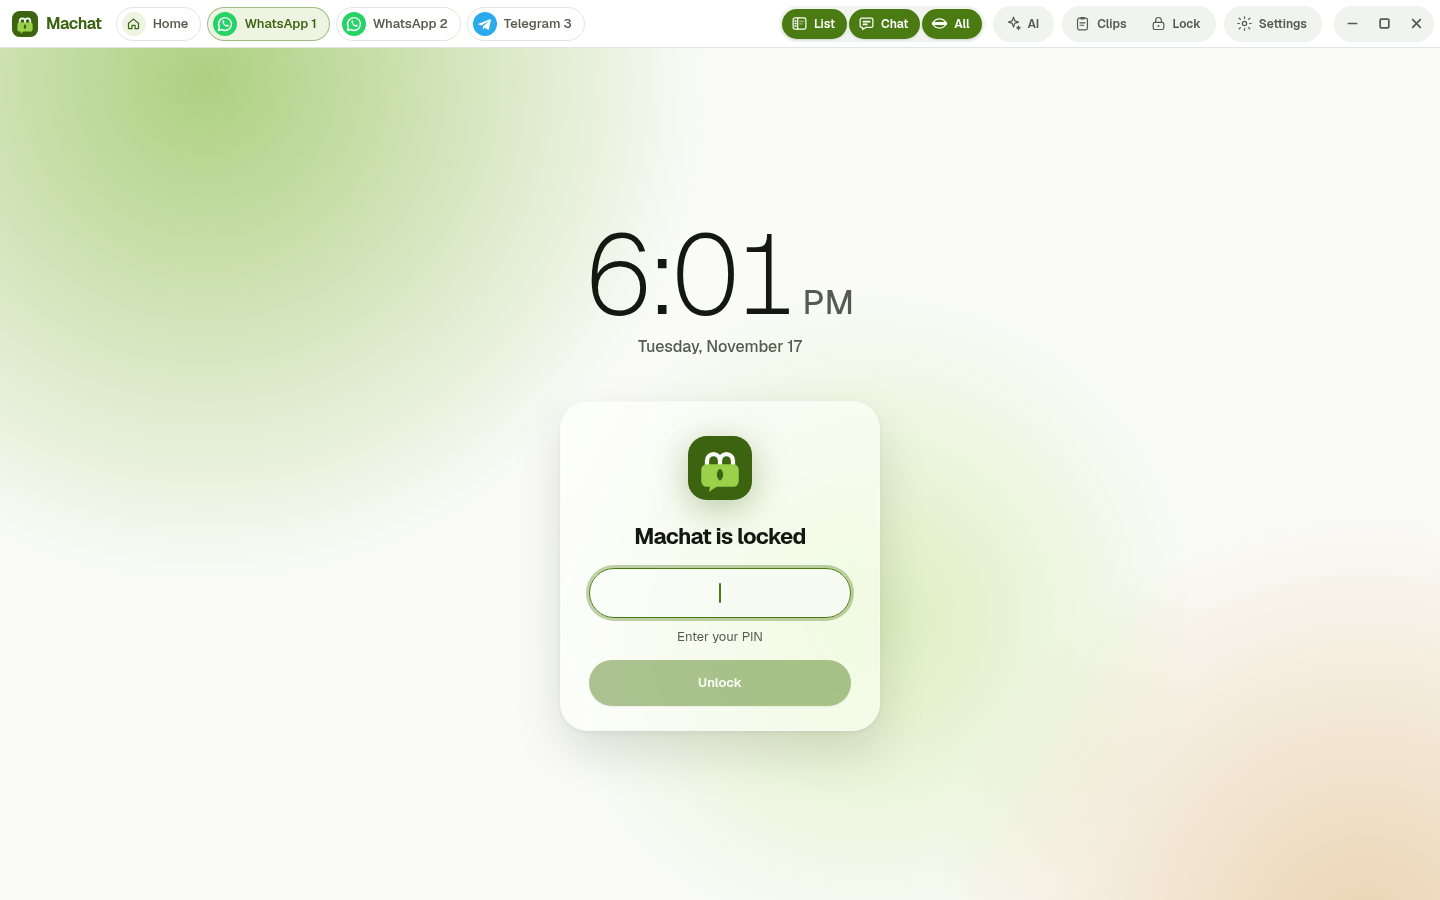 Machat
Home
WhatsApp 1
WhatsApp 2
Telegram 3
List
Chat
All
AI
Clips
Lock
Settings
6:01 PM
Tuesday, November 17
Machat is locked
Enter your PIN
Unlock